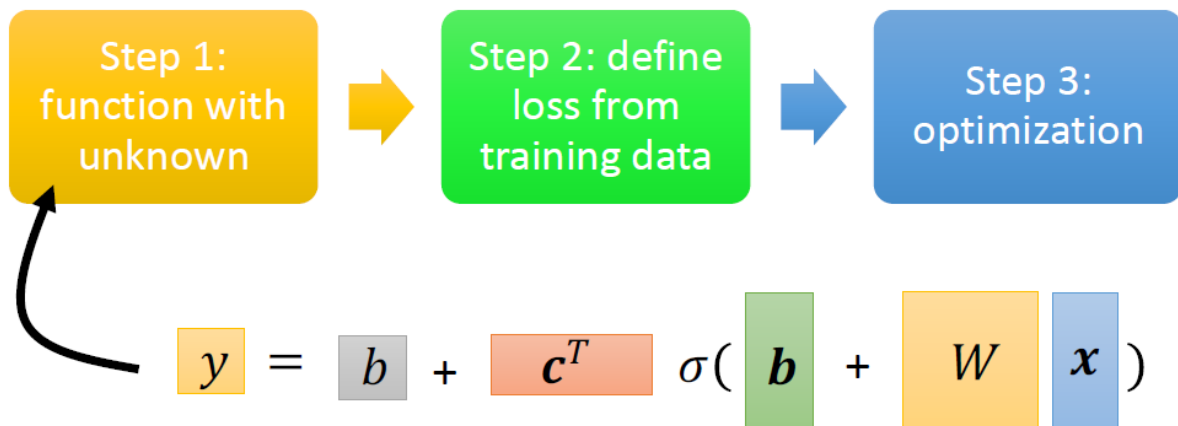 Step 1:
function with
unknown
Step 2: define
loss from
training data
Step 3:
optimization
y = b + c^T σ( b + W x )